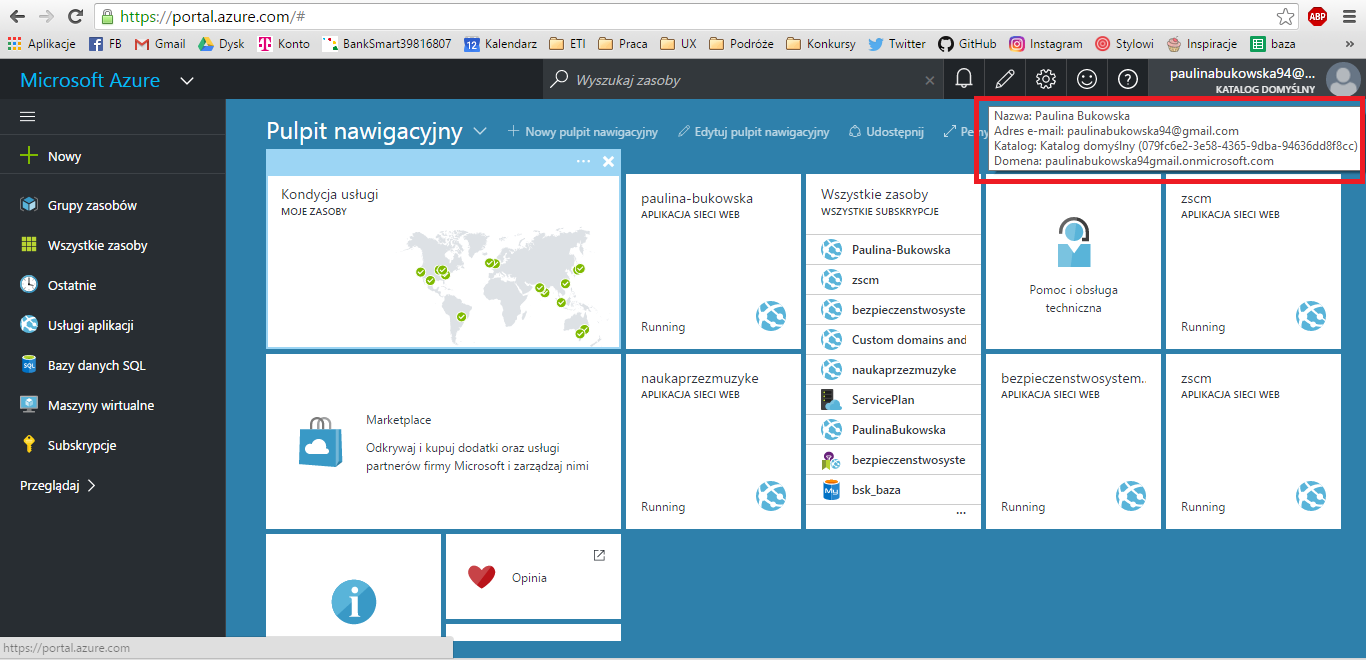 https://portal.azure.com/#
ABP
Aplikacje
FB
Gmail
Dysk
Konto
BankSmart39816807
12
Kalendarz
ETI
Praca
UX
Podróże
Konkursy
Twitter
GitHub
Instagram
Stylowi
Inspiracje
baza
»
Microsoft Azure
Wyszukaj zasoby
paulinabukowska94@...
KATALOG DOMYŚLNY
Nazwa: Paulina Bukowska
Adres e-mail: paulinabukowska94@gmail.com
Katalog: Katalog domyślny (079fc6e2-3e58-4365-9dba-94636dd8f8cc)
Domena: paulinabukowska94gmail.onmicrosoft.com
Pulpit nawigacyjny
Nowy pulpit nawigacyjny
Edytuj pulpit nawigacyjny
Udostępnij
Nowy
Grupy zasobów
Wszystkie zasoby
Ostatnie
Usługi aplikacji
SQL
Bazy danych SQL
Maszyny wirtualne
Subskrypcje
Przeglądaj
...
Kondycja usługi
MOJE ZASOBY
paulina-bukowska
APLIKACJA SIECI WEB
Running
Wszystkie zasoby
WSZYSTKIE SUBSKRYPCJE
Paulina-Bukowska
zscm
bezpieczenstwosyste
Custom domains and
naukaprzezmuzyke
ServicePlan
PaulinaBukowska
bezpieczenstwosyste
My
bsk_baza
...
Pomoc i obsługa
techniczna
zscm
APLIKACJA SIECI WEB
Running
Marketplace
Odkrywaj i kupuj dodatki oraz usługi
partnerów firmy Microsoft i zarządzaj nimi
naukaprzezmuzyke
APLIKACJA SIECI WEB
Running
bezpieczenstwosystem..
APLIKACJA SIECI WEB
Running
zscm
APLIKACJA SIECI WEB
Running
Opinia
https://portal.azure.com